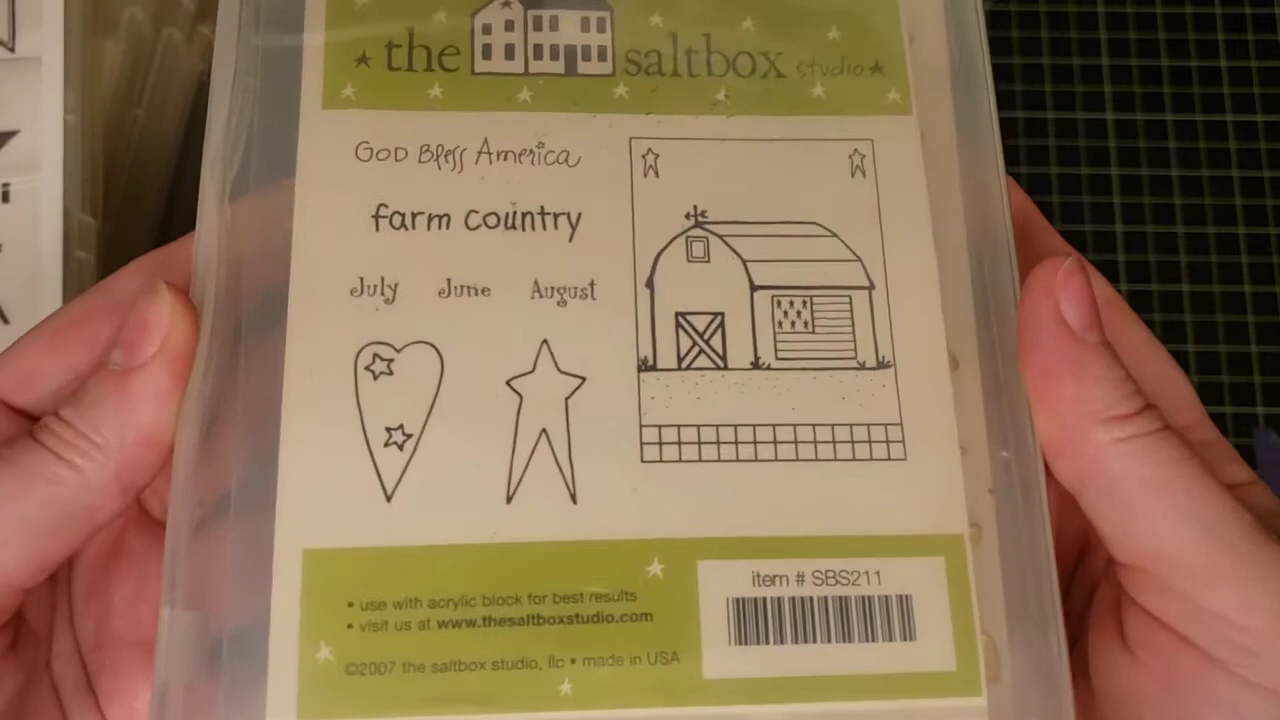 the saltbox studio
GOD Bless America
farm country
July June August
• use with acrylic block for best results
• visit us at www.thesaltboxstudio.com
©2007 the saltbox studio, llc • made in USA
item # SBS211